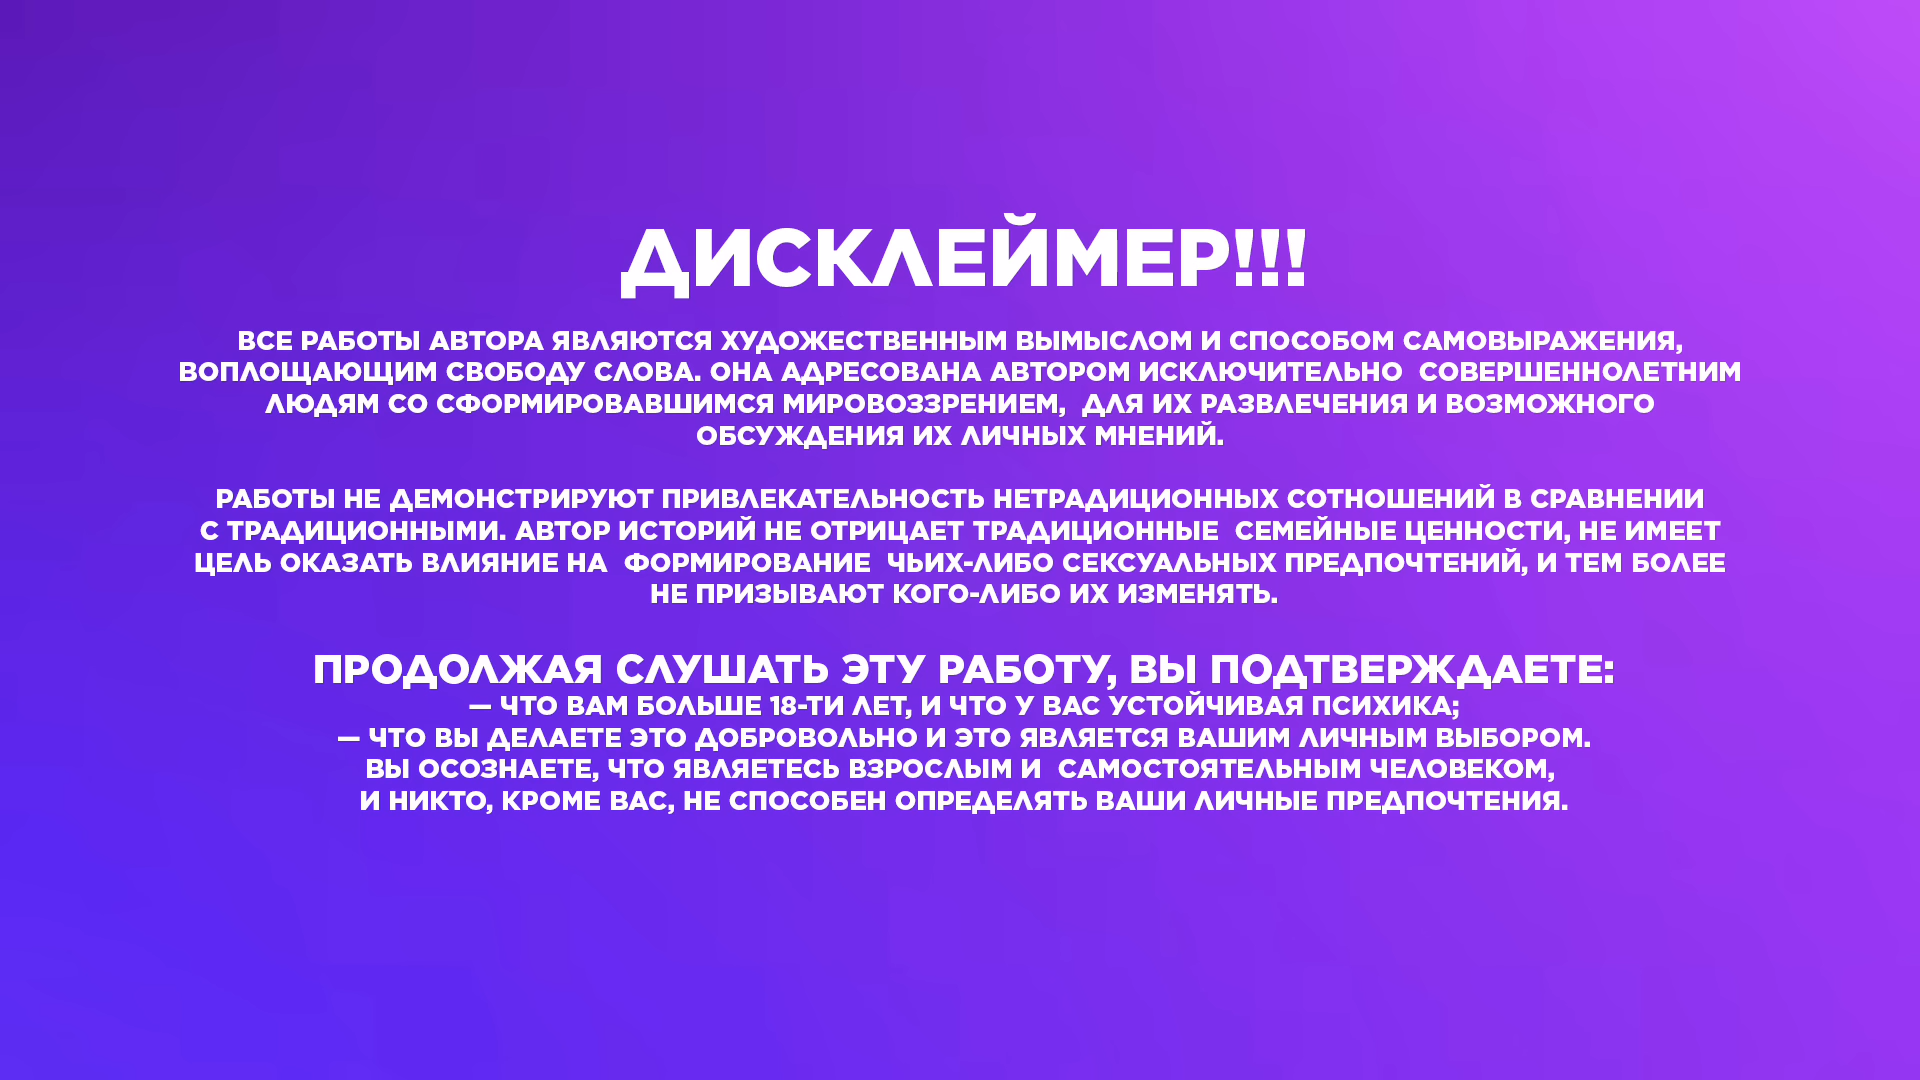 ДИСКЛЕЙМЕР!!!
ВСЕ РАБОТЫ АВТОРА ЯВЛЯЮТСЯ ХУДОЖЕСТВЕННЫМ ВЫМЫСЛОМ И СПОСОБОМ САМОВЫРАЖЕНИЯ,
ВОПЛОЩАЮЩИМ СВОБОДУ СЛОВА. ОНА АДРЕСОВАНА АВТОРОМ ИСКЛЮЧИТЕЛЬНО СОВЕРШЕННОЛЕТНИМ
ЛЮДЯМ СО СФОРМИРОВАВШИМСЯ МИРОВОЗЗРЕНИЕМ, ДЛЯ ИХ РАЗВЛЕЧЕНИЯ И ВОЗМОЖНОГО
ОБСУЖДЕНИЯ ИХ ЛИЧНЫХ МНЕНИЙ.
РАБОТЫ НЕ ДЕМОНСТРИРУЮТ ПРИВЛЕКАТЕЛЬНОСТЬ НЕТРАДИЦИОННЫХ СОТНОШЕНИЙ В СРАВНЕНИИ
С ТРАДИЦИОННЫМИ. АВТОР ИСТОРИЙ НЕ ОТРИЦАЕТ ТРАДИЦИОННЫЕ СЕМЕЙНЫЕ ЦЕННОСТИ, НЕ ИМЕЕТ
ЦЕЛЬ ОКАЗАТЬ ВЛИЯНИЕ НА ФОРМИРОВАНИЕ ЧЬИХ-ЛИБО СЕКСУАЛЬНЫХ ПРЕДПОЧТЕНИЙ, И ТЕМ БОЛЕЕ
НЕ ПРИЗЫВАЮТ КОГО-ЛИБО ИХ ИЗМЕНЯТЬ.
ПРОДОЛЖАЯ СЛУШАТЬ ЭТУ РАБОТУ, ВЫ ПОДТВЕРЖДАЕТЕ:
— ЧТО ВАМ БОЛЬШЕ 18-ТИ ЛЕТ, И ЧТО У ВАС УСТОЙЧИВАЯ ПСИХИКА;
— ЧТО ВЫ ДЕЛАЕТЕ ЭТО ДОБРОВОЛЬНО И ЭТО ЯВЛЯЕТСЯ ВАШИМ ЛИЧНЫМ ВЫБОРОМ.
ВЫ ОСОЗНАЕТЕ, ЧТО ЯВЛЯЕТЕСЬ ВЗРОСЛЫМ И САМОСТОЯТЕЛЬНЫМ ЧЕЛОВЕКОМ,
И НИКТО, КРОМЕ ВАС, НЕ СПОСОБЕН ОПРЕДЕЛЯТЬ ВАШИ ЛИЧНЫЕ ПРЕДПОЧТЕНИЯ.